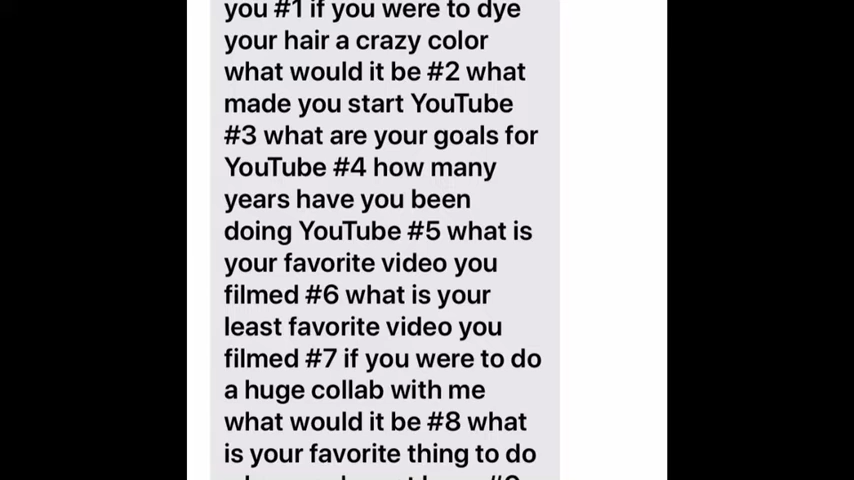 you #1 if you were to dye
your hair a crazy color
what would it be #2 what
made you start YouTube
#3 what are your goals for
YouTube #4 how many
years have you been
doing YouTube #5 what is
your favorite video you
filmed #6 what is your
least favorite video you
filmed #7 if you were to do
a huge collab with me
what would it be #8 what
is your favorite thing to do